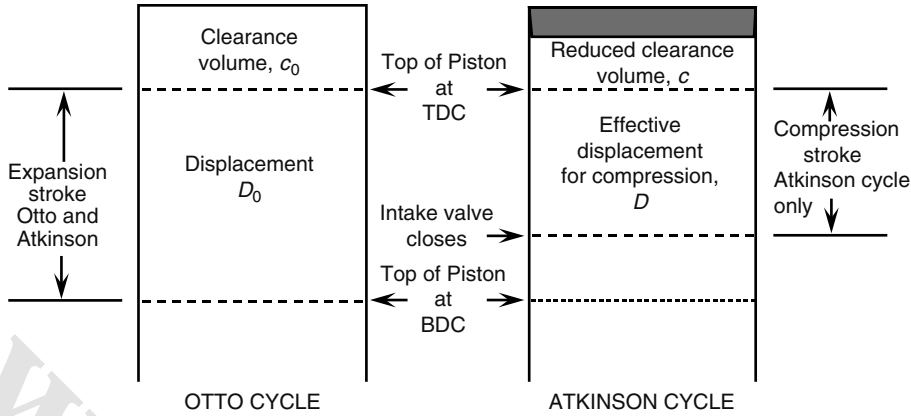 Clearance
volume, c0
Displacement
D0
Expansion
stroke
Otto and
Atkinson
Top of Piston
at
TDC
Intake valve
closes
Top of Piston
at
BDC
Reduced clearance
volume, c
Effective
displacement
for compression,
D
Compression
stroke
Atkinson cycle
only
OTTO CYCLE
ATKINSON CYCLE